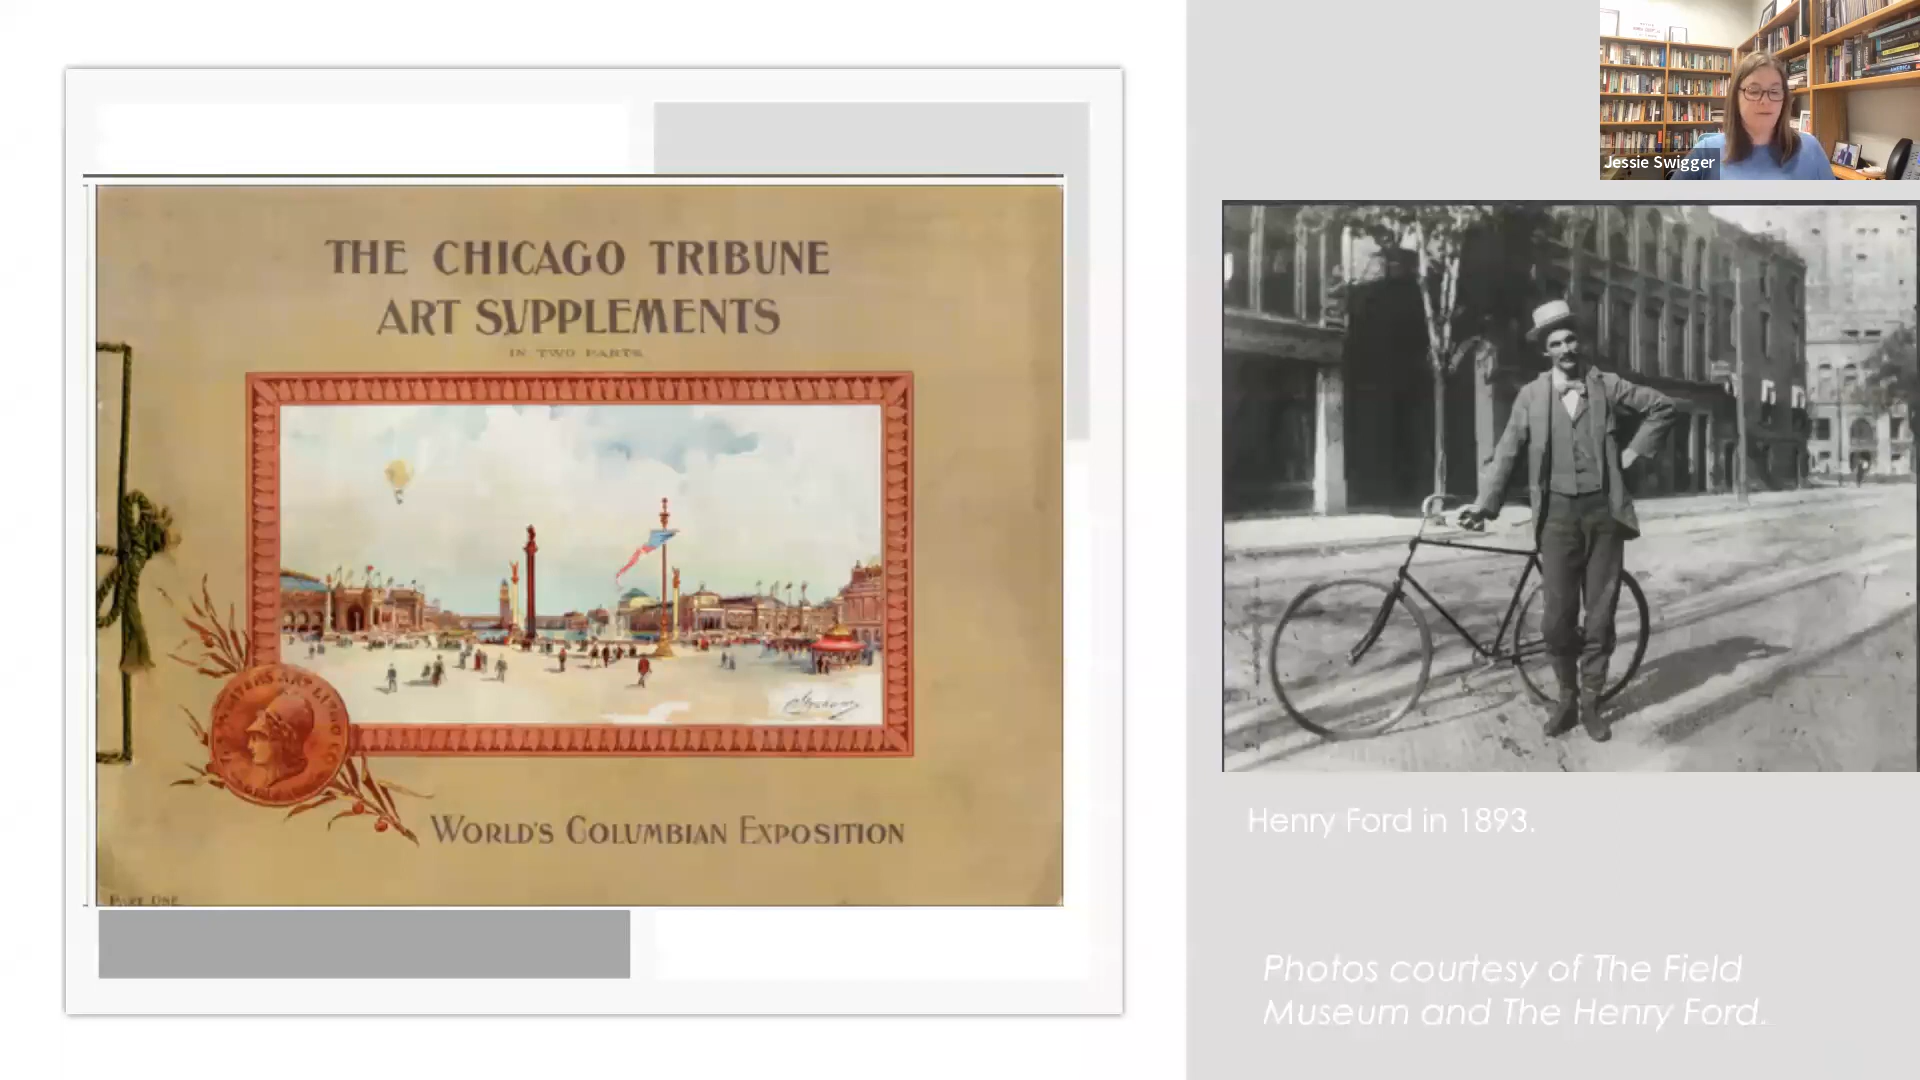 THE CHICAGO TRIBUNE
ART SUPPLEMENTS
IN TWO PARTS
WORLD'S COLUMBIAN EXPOSITION
PART ONE
Jessie Swigger
Henry Ford in 1893.
Photos courtesy of The Field
Museum and The Henry Ford.